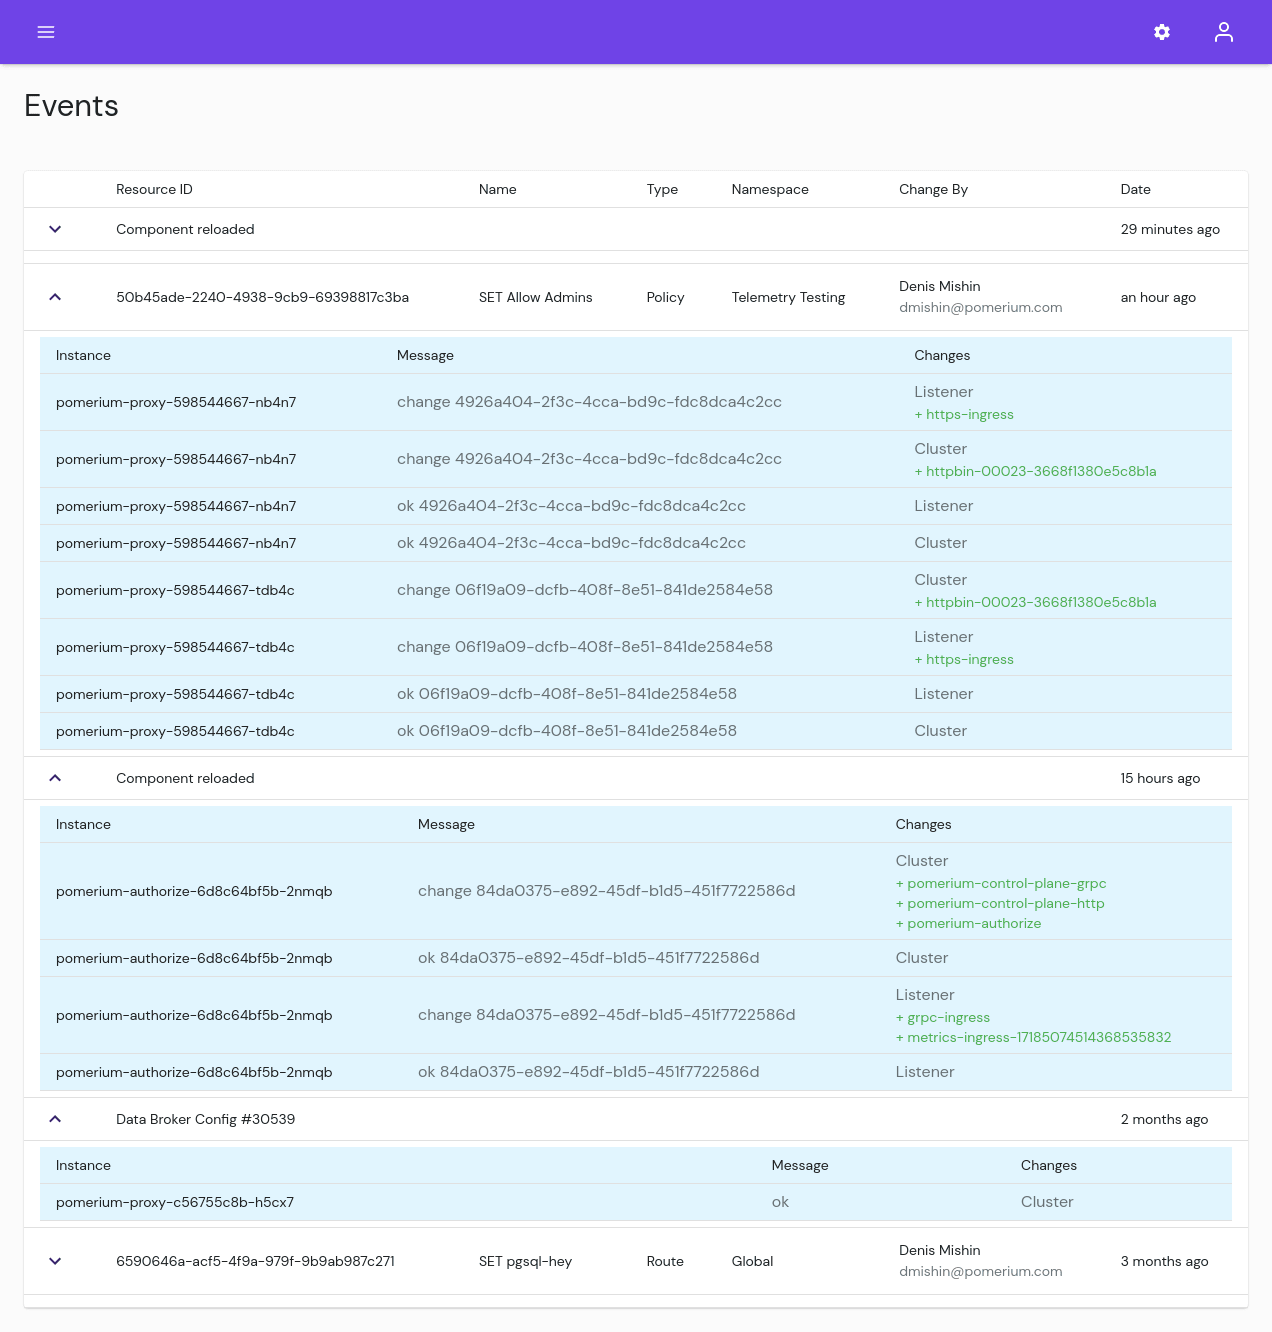 Events
Resource ID Name Type Namespace Change By Date
Component reloaded 29 minutes ago
50b45ade-2240-4938-9cb9-69398817c3ba SET Allow Admins Policy Telemetry Testing Denis Mishin an hour ago
dmishin@pomerium.com
Instance Message Changes
pomerium-proxy-598544667-nb4n7 change 4926a404-2f3c-4cca-bd9c-fdc8dca4c2cc Listener
+ https-ingress
pomerium-proxy-598544667-nb4n7 change 4926a404-2f3c-4cca-bd9c-fdc8dca4c2cc Cluster
+ httpbin-00023-3668f1380e5c8b1a
pomerium-proxy-598544667-nb4n7 ok 4926a404-2f3c-4cca-bd9c-fdc8dca4c2cc Listener
pomerium-proxy-598544667-nb4n7 ok 4926a404-2f3c-4cca-bd9c-fdc8dca4c2cc Cluster
pomerium-proxy-598544667-tdb4c change 06f19a09-dcfb-408f-8e51-841de2584e58 Cluster
+ httpbin-00023-3668f1380e5c8b1a
pomerium-proxy-598544667-tdb4c change 06f19a09-dcfb-408f-8e51-841de2584e58 Listener
+ https-ingress
pomerium-proxy-598544667-tdb4c ok 06f19a09-dcfb-408f-8e51-841de2584e58 Listener
pomerium-proxy-598544667-tdb4c ok 06f19a09-dcfb-408f-8e51-841de2584e58 Cluster
Component reloaded 15 hours ago
Instance Message Changes
pomerium-authorize-6d8c64bf5b-2nmqb change 84da0375-e892-45df-b1d5-451f7722586d Cluster
+ pomerium-control-plane-grpc
+ pomerium-control-plane-http
+ pomerium-authorize
pomerium-authorize-6d8c64bf5b-2nmqb ok 84da0375-e892-45df-b1d5-451f7722586d Cluster
pomerium-authorize-6d8c64bf5b-2nmqb change 84da0375-e892-45df-b1d5-451f7722586d Listener
+ grpc-ingress
+ metrics-ingress-17185074514368535832
pomerium-authorize-6d8c64bf5b-2nmqb ok 84da0375-e892-45df-b1d5-451f7722586d Listener
Data Broker Config #30539 2 months ago
Instance Message Changes
pomerium-proxy-c56755c8b-h5cx7 ok Cluster
6590646a-acf5-4f9a-979f-9b9ab987c271 SET pgsql-hey Route Global Denis Mishin 3 months ago
dmishin@pomerium.com